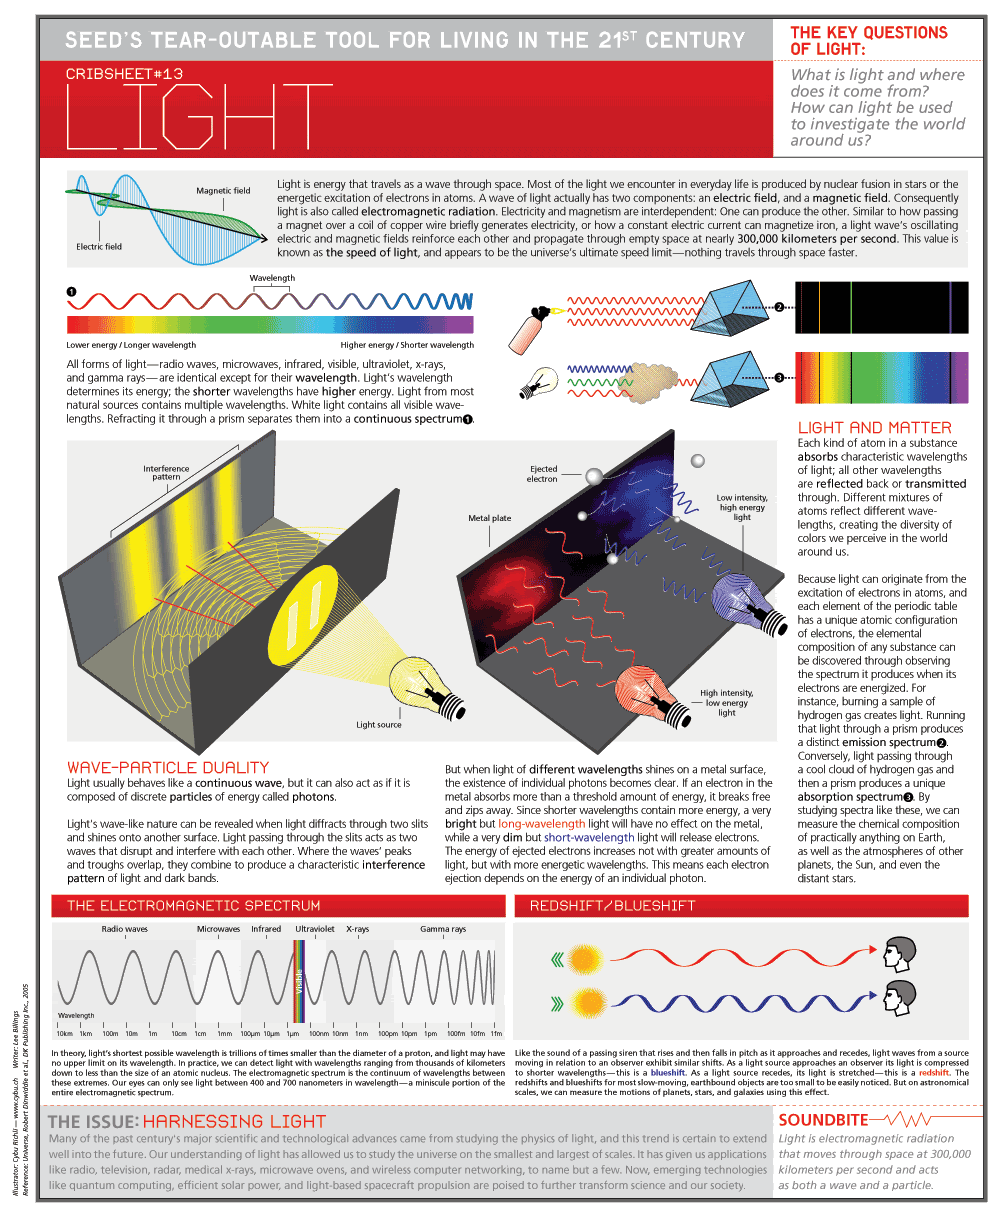 SEED'S TEAR-OUTABLE TOOL FOR LIVING IN THE 21ST CENTURY
CRIBSHEET#13
LIGHT
THE KEY QUESTIONS
OF LIGHT:
What is light and where
does it come from?
How can light be used
to investigate the world
around us?
Magnetic field
Electric field
Light is energy that travels as a wave through space. Most of the light we encounter in everyday life is produced by nuclear fusion in stars or the
energetic excitation of electrons in atoms. A wave of light actually has two components: an electric field, and a magnetic field. Consequently
light is also called electromagnetic radiation. Electricity and magnetism are interdependent: One can produce the other. Similar to how passing
a magnet over a coil of copper wire briefly generates electricity, or how a constant electric current can magnetize iron, a light wave's oscillating
electric and magnetic fields reinforce each other and propagate through empty space at nearly 300,000 kilometers per second. This value is
known as the speed of light, and appears to be the universe's ultimate speed limit—nothing travels through space faster.
Wavelength
1
Lower energy / Longer wavelength
Higher energy / Shorter wavelength
All forms of light—radio waves, microwaves, infrared, visible, ultraviolet, x-rays,
and gamma rays—are identical except for their wavelength. Light's wavelength
determines its energy; the shorter wavelengths have higher energy. Light from most
natural sources contains multiple wavelengths. White light contains all visible wave-
lengths. Refracting it through a prism separates them into a continuous spectrum1.
2
3
Interference
pattern
Light source
Ejected
electron
Metal plate
Low intensity,
high energy
light
High intensity,
low energy
light
LIGHT AND MATTER
Each kind of atom in a substance
absorbs characteristic wavelengths
of light; all other wavelengths
are reflected back or transmitted
through. Different mixtures of
atoms reflect different wave-
lengths, creating the diversity of
colors we perceive in the world
around us.
Because light can originate from the
excitation of electrons in atoms, and
each element of the periodic table
has a unique atomic configuration
of electrons, the elemental
composition of any substance can
be discovered through observing
the spectrum it produces when its
electrons are energized. For
instance, burning a sample of
hydrogen gas creates light. Running
that light through a prism produces
a distinct emission spectrum2.
Conversely, light passing through
a cool cloud of hydrogen gas and
then a prism produces a unique
absorption spectrum3. By
studying spectra like these, we can
measure the chemical composition
of practically anything on Earth,
as well as the atmospheres of other
planets, the Sun, and even the
distant stars.
WAVE-PARTICLE DUALITY
Light usually behaves like a continuous wave, but it can also act as if it is
composed of discrete particles of energy called photons.
Light's wave-like nature can be revealed when light diffracts through two slits
and shines onto another surface. Light passing through the slits acts as two
waves that disrupt and interfere with each other. Where the waves' peaks
and troughs overlap, they combine to produce a characteristic interference
pattern of light and dark bands.
But when light of different wavelengths shines on a metal surface,
the existence of individual photons becomes clear. If an electron in the
metal absorbs more than a threshold amount of energy, it breaks free
and zips away. Since shorter wavelengths contain more energy, a very
bright but long-wavelength light will have no effect on the metal,
while a very dim but short-wavelength light will release electrons.
The energy of ejected electrons increases not with greater amounts of
light, but with more energetic wavelengths. This means each electron
ejection depends on the energy of an individual photon.
THE ELECTROMAGNETIC SPECTRUM
Radio waves Microwaves Infrared Ultraviolet X-rays Gamma rays
Visible
Wavelength
10km 1km 100m 10m 1m 10cm 1cm 1mm 100µm 10µm 1µm 100nm 10nm 1nm 100pm 10pm 1pm 100fm 10fm 1fm
In theory, light's shortest possible wavelength is trillions of times smaller than the diameter of a proton, and light may have
no upper limit on its wavelength. In practice, we can detect light with wavelengths ranging from thousands of kilometers
down to less than the size of an atomic nucleus. The electromagnetic spectrum is the continuum of wavelengths between
these extremes. Our eyes can only see light between 400 and 700 nanometers in wavelength—a miniscule portion of the
entire electromagnetic spectrum.
REDSHIFT/BLUESHIFT
Like the sound of a passing siren that rises and then falls in pitch as it approaches and recedes, light waves from a source
moving in relation to an observer exhibit similar shifts. As a light source approaches an observer its light is compressed
to shorter wavelengths—this is a blueshift. As a light source recedes, its light is stretched—this is a redshift. The
redshifts and blueshifts for most slow-moving, earthbound objects are too small to be easily noticed. But on astronomical
scales, we can measure the motions of planets, stars, and galaxies using this effect.
THE ISSUE: HARNESSING LIGHT
Many of the past century's major scientific and technological advances came from studying the physics of light, and this trend is certain to extend
well into the future. Our understanding of light has allowed us to study the universe on the smallest and largest of scales. It has given us applications
like radio, television, radar, medical x-rays, microwave ovens, and wireless computer networking, to name but a few. Now, emerging technologies
like quantum computing, efficient solar power, and light-based spacecraft propulsion are poised to further transform science and our society.
SOUNDBITE
Light is electromagnetic radiation
that moves through space at 300,000
kilometers per second and acts
as both a wave and a particle.
Writer: Lee Billings
Reference: Universe, Robert Dinwiddie et al., DK Publishing Inc., 2005